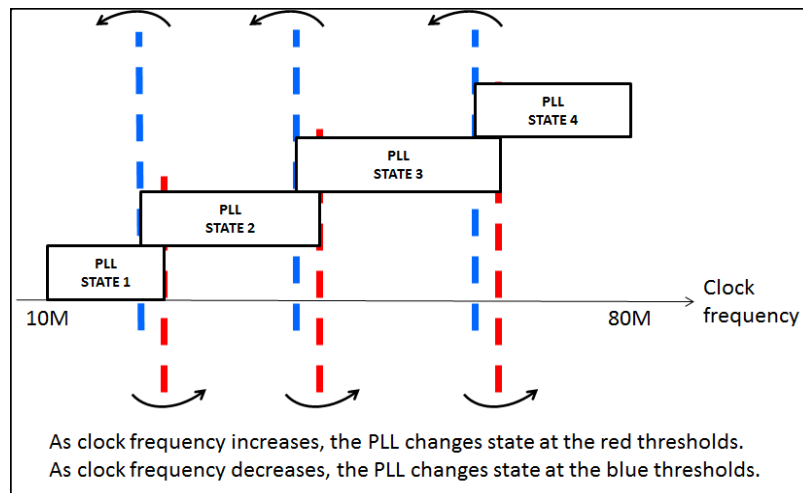 PLL
STATE 4
PLL
STATE 3
PLL
STATE 2
PLL
STATE 1
10M
80M
Clock
frequency
As clock frequency increases, the PLL changes state at the red thresholds.
As clock frequency decreases, the PLL changes state at the blue thresholds.